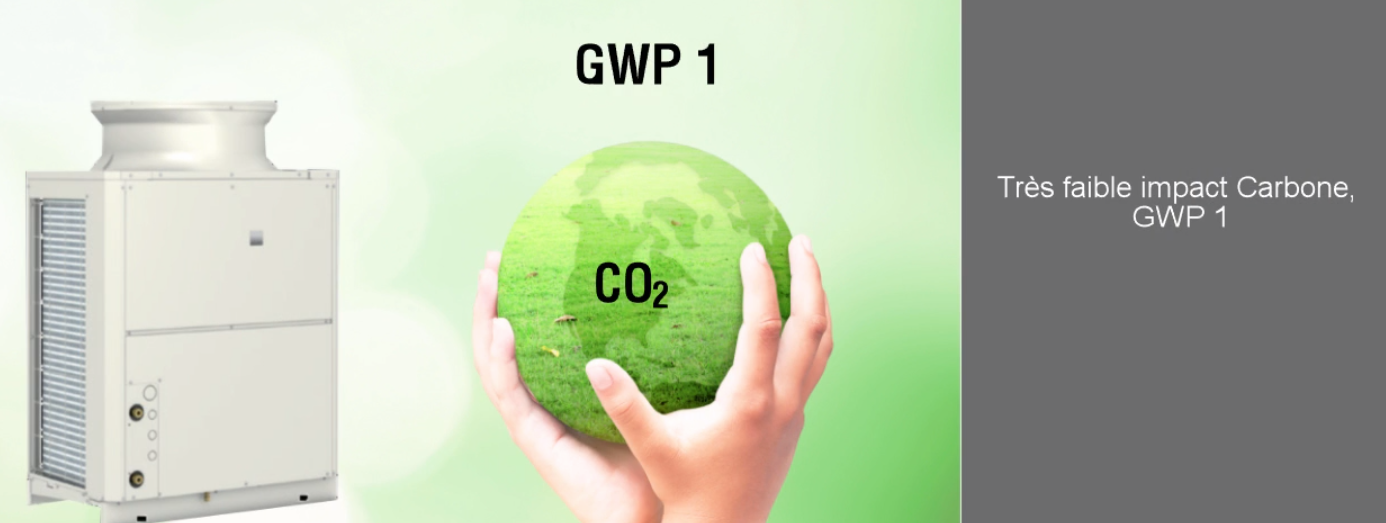 GWP 1
CO₂
Très faible impact Carbone,
GWP 1